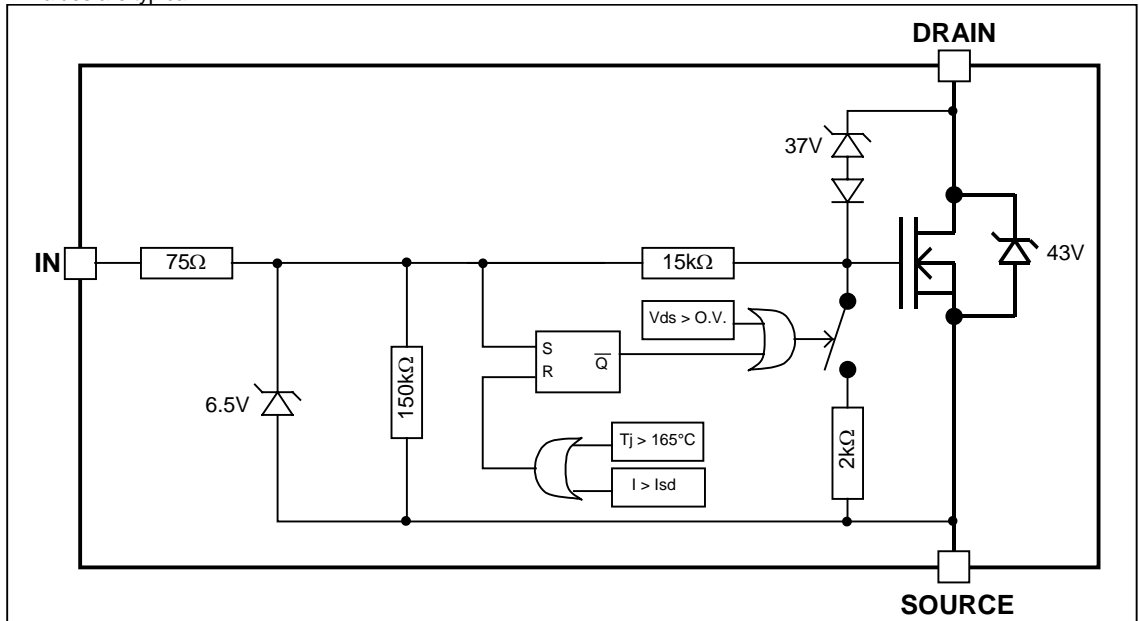 DRAIN
37V
IN
75Ω
15kΩ
43V
Vds > O.V.
S
R
Q
150kΩ
6.5V
Tj > 165°C
I > Isd
2kΩ
SOURCE